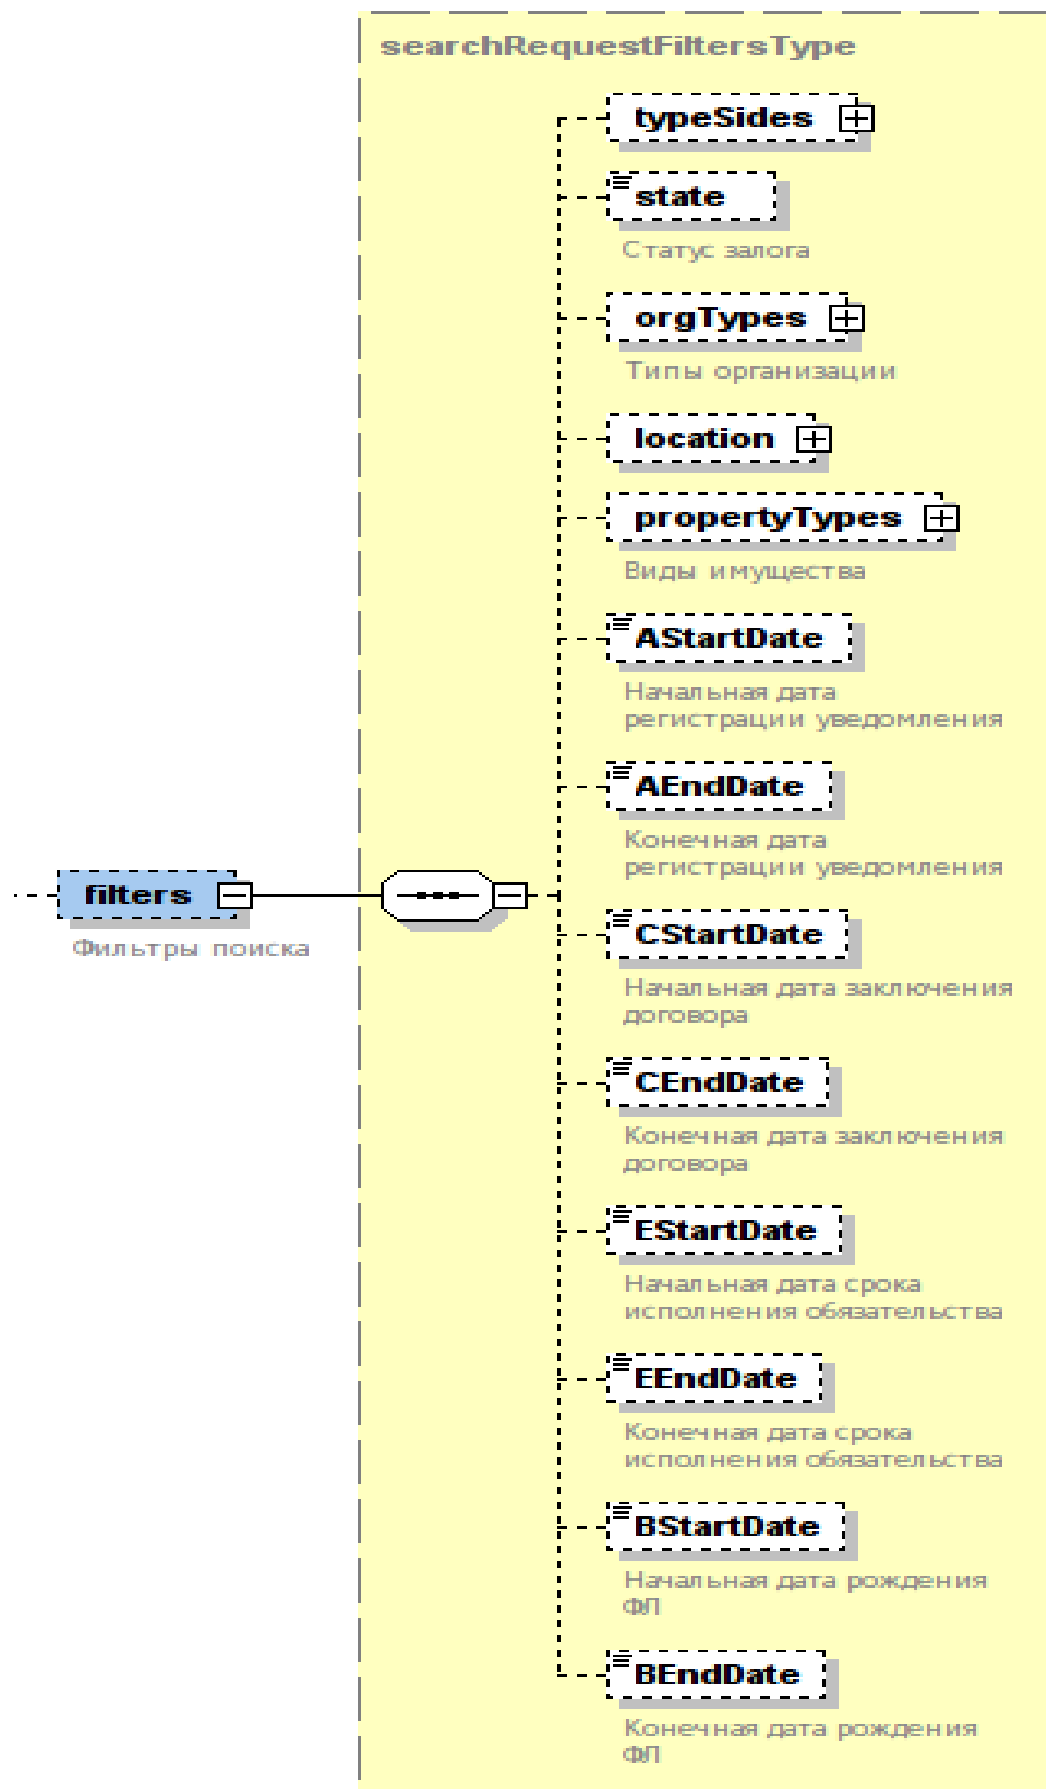 searchRequestFiltersType
typeSides
state
Статус залога
orgTypes
Типы организации
location
propertyTypes
Виды имущества
AStartDate
Начальная дата
регистрации уведомления
AEndDate
Конечная дата
регистрации уведомления
filters
Фильтры поиска
CStartDate
Начальная дата заключения
договора
CEndDate
Конечная дата заключения
договора
EStartDate
Начальная дата срока
исполнения обязательства
EEndDate
Конечная дата срока
исполнения обязательства
BStartDate
Начальная дата рождения
ФЛ
BEndDate
Конечная дата рождения
ФЛ